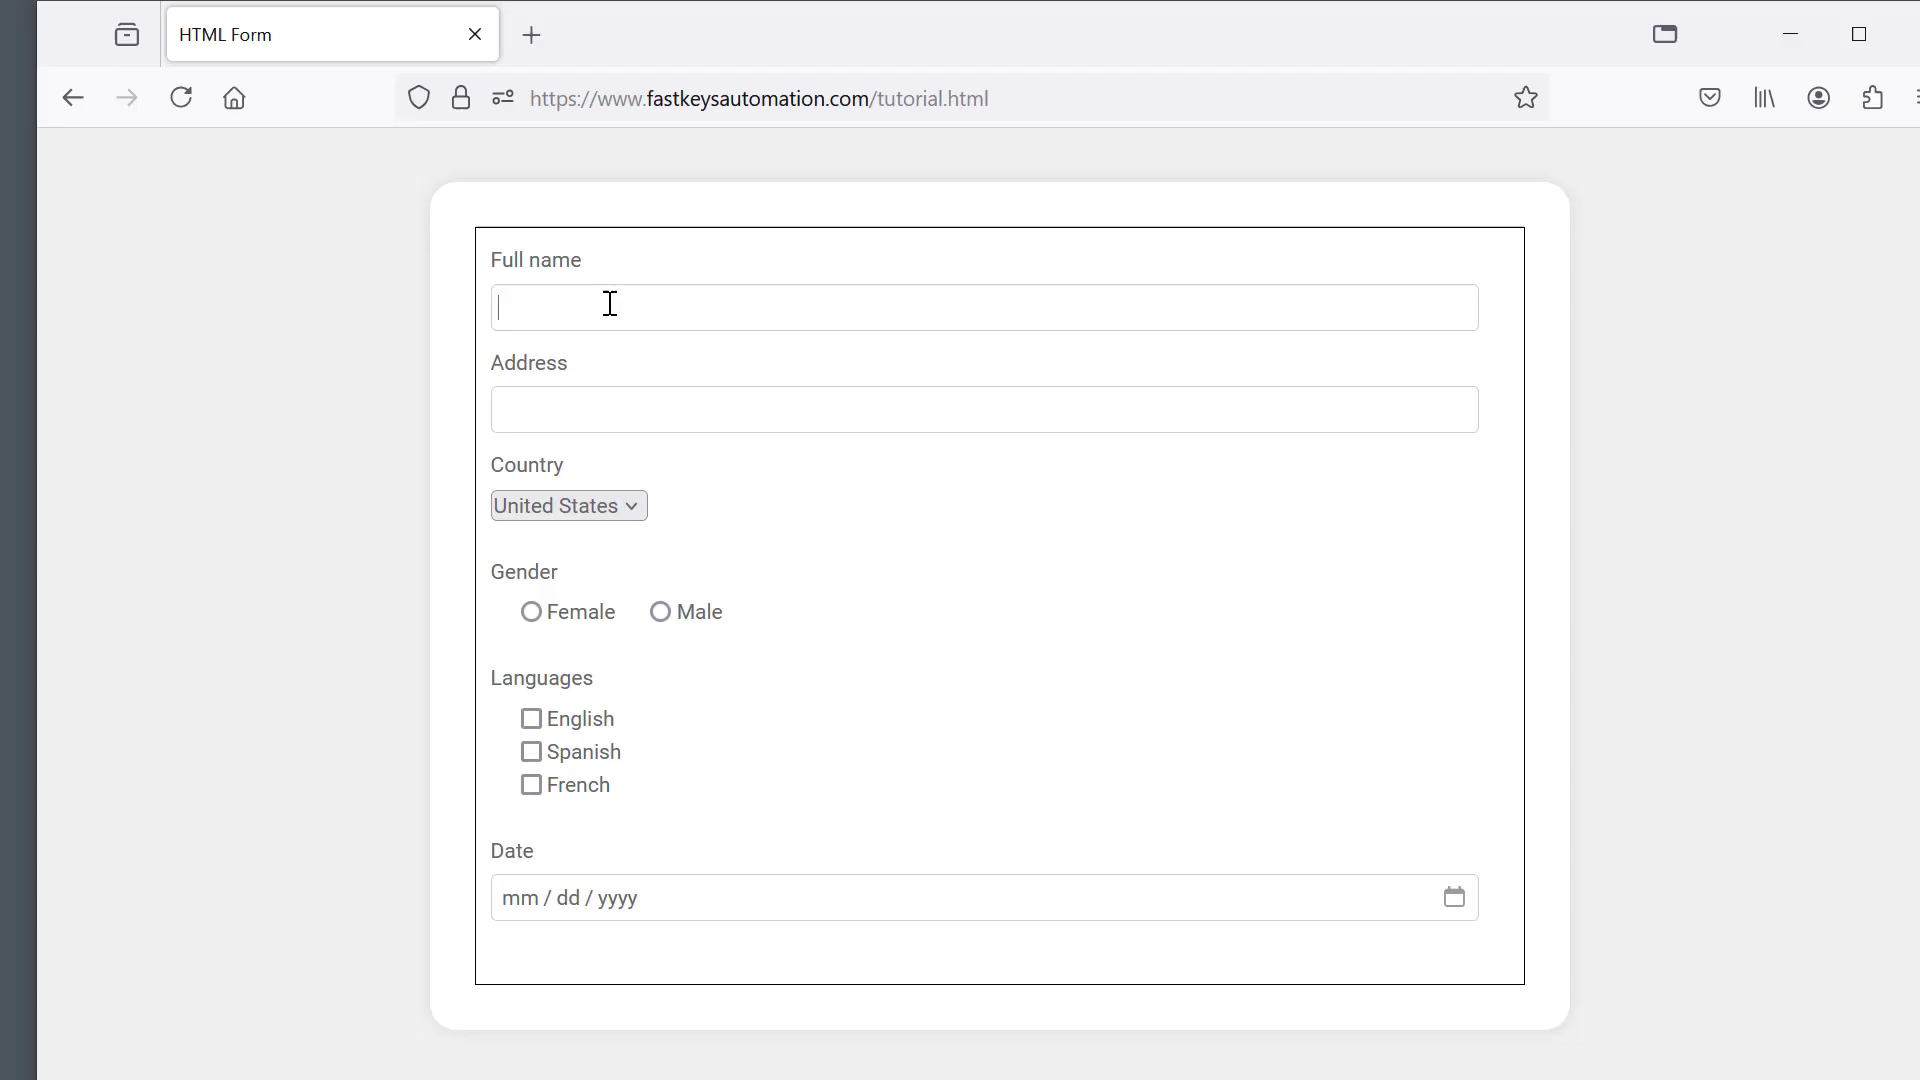 HTML Form
https://www.fastkeysautomation.com/tutorial.html
Full name
Address
Country
United States
Gender
Female Male
Languages
English
Spanish
French
Date
mm / dd / yyyy